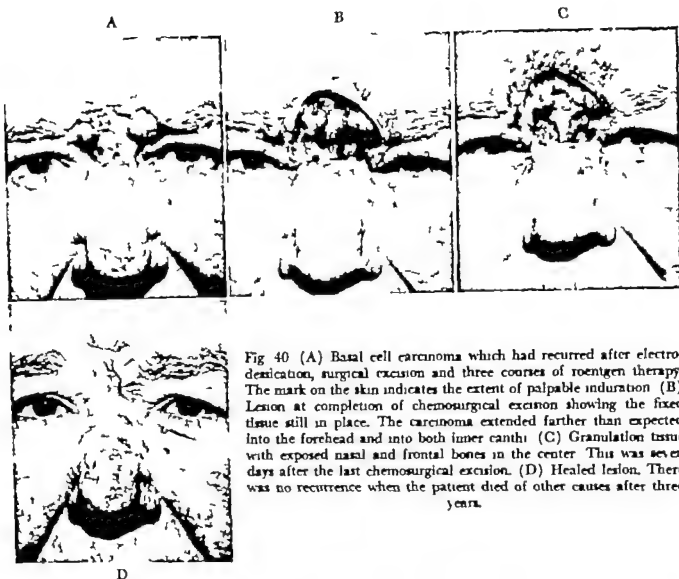 A
B
C
D
Fig 40 (A) Basal cell carcinoma which had recurred after electro-
desiccation, surgical excision and three courses of roentgen therapy
The mark on the skin indicates the extent of palpable induration (B)
Lesion at completion of chemosurgical excision showing the fixed
tissue still in place. The carcinoma extended farther than expected
into the forehead and into both inner canthi (C) Granulation tissue
with exposed nasal and frontal bones in the center This was seven
days after the last chemosurgical excision. (D) Healed lesion. There
was no recurrence when the patient died of other causes after three
years.